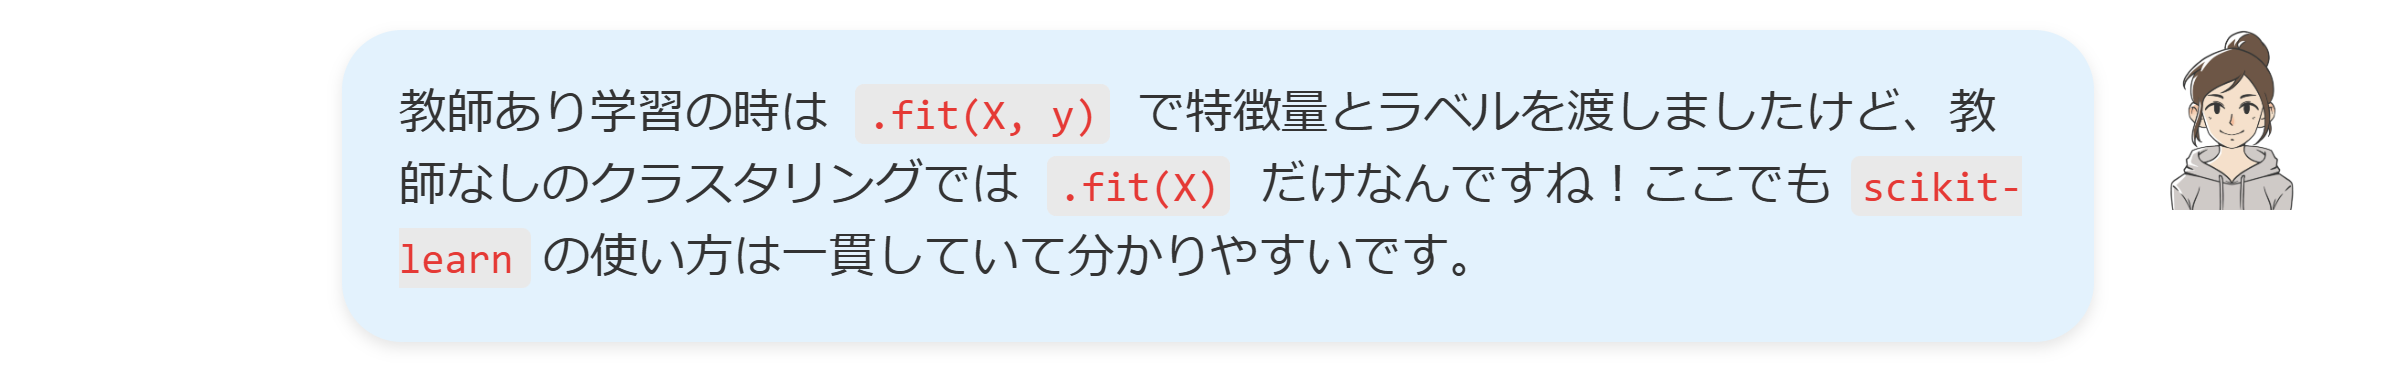 教師あり学習の時は .fit(X, y) で特徴量とラベルを渡しましたけど、教
師なしのクラスタリングでは .fit(X) だけなんですね！ここでも scikit-
learn の使い方は一貫していて分かりやすいです。